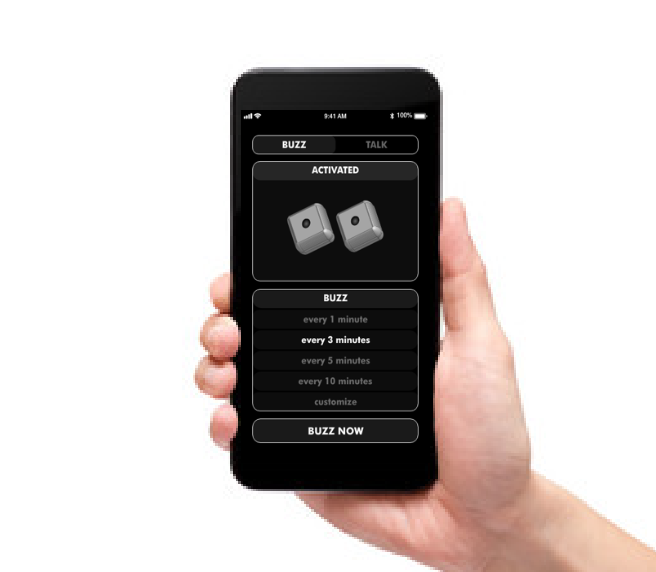 9:41 AM
100%
BUZZ
TALK
ACTIVATED
BUZZ
every 1 minute
every 3 minutes
every 5 minutes
every 10 minutes
customize
BUZZ NOW